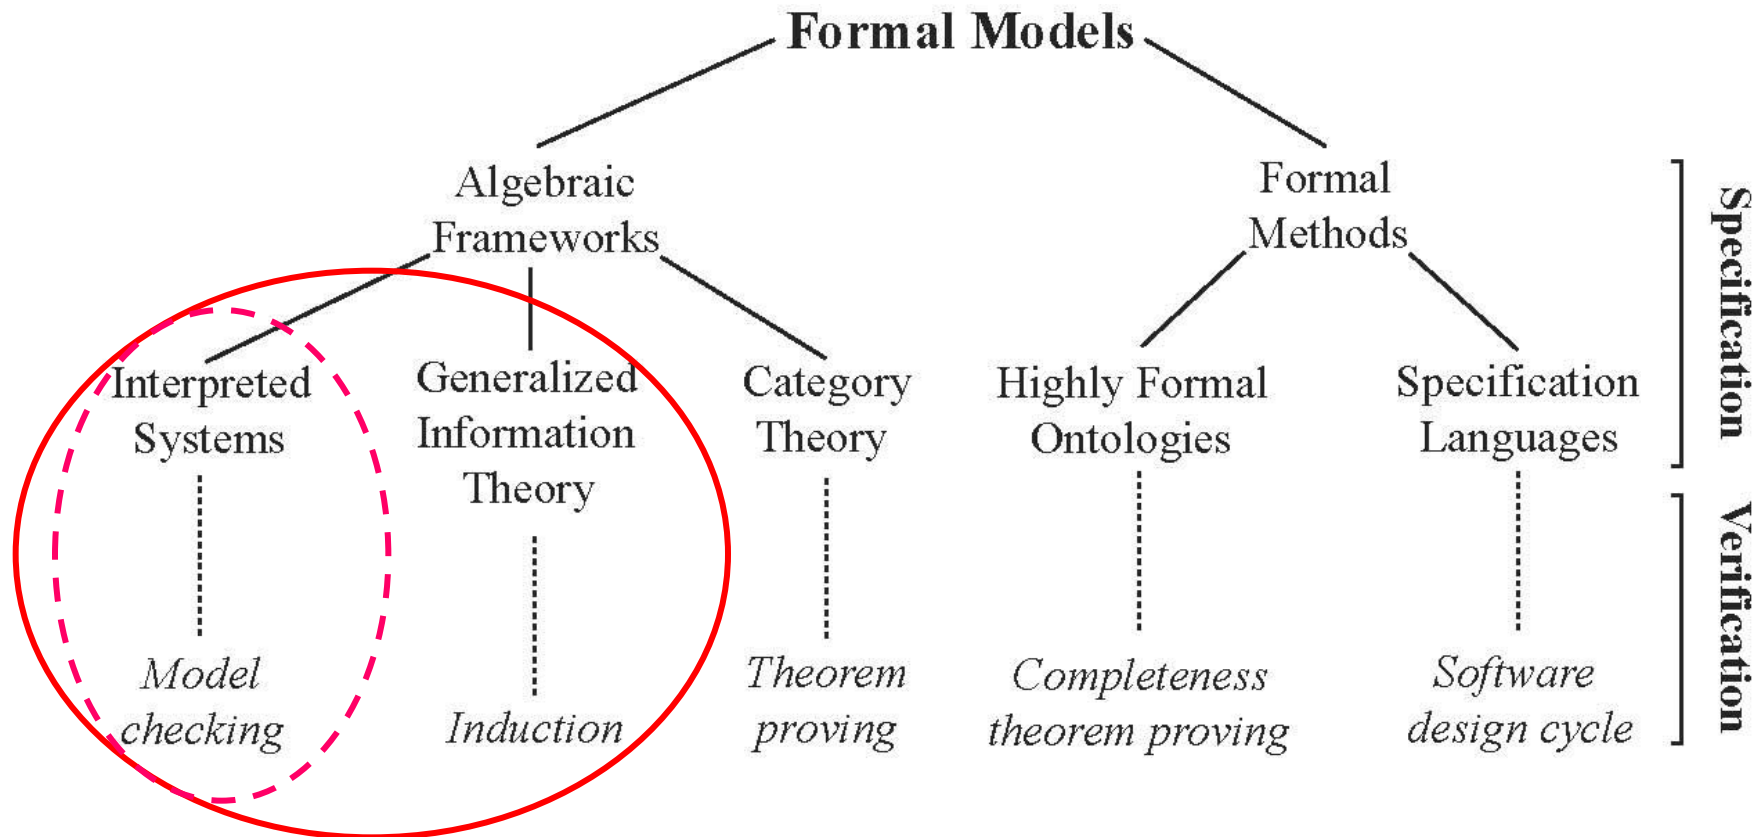 Formal Models
Algebraic
Frameworks
Formal
Methods
Interpreted
Systems
Generalized
Information
Theory
Category
Theory
Highly Formal
Ontologies
Specification
Languages
Specification
Model
checking
Induction
Theorem
proving
Completeness
theorem proving
Software
design cycle
Verification